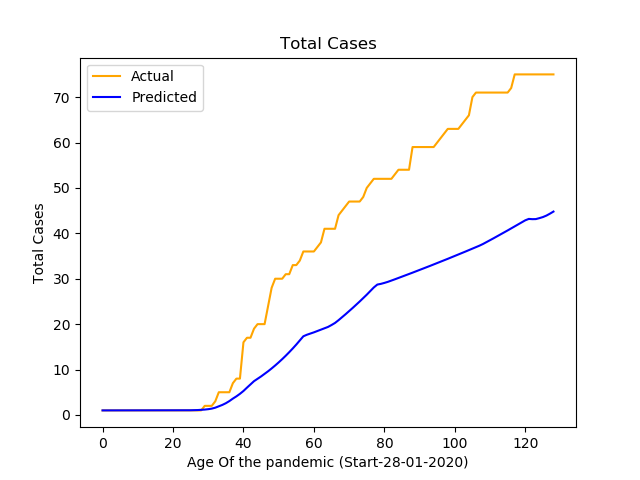 Total Cases
Actual
Predicted
Total Cases
70
60
50
40
30
20
10
0
0 20 40 60 80 100 120
Age Of the pandemic (Start-28-01-2020)